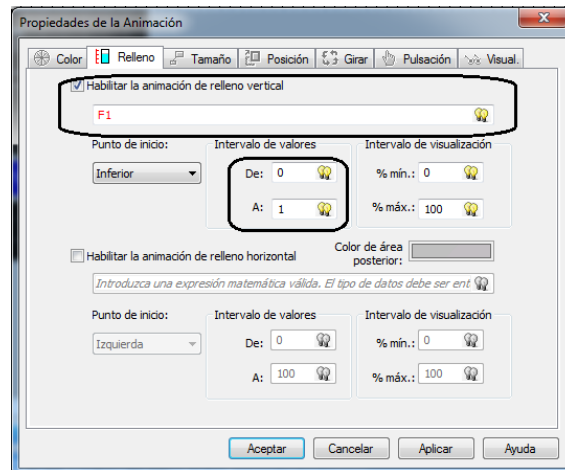 Propiedades de la Animación
Color Relleno Tamaño Posición Girar Pulsación Visual.
Habilitar la animación de relleno vertical
F1
Punto de inicio: Intervalo de valores Intervalo de visualización
Inferior De: 0 % mín.: 0
A: 1 % máx.: 100
Habilitar la animación de relleno horizontal Color de área posterior:
Introduzca una expresión matemática válida. El tipo de datos debe ser ent
Punto de inicio: Intervalo de valores Intervalo de visualización
Izquierda De: 0 % mín.: 0
A: 100 % máx.: 100
Aceptar Cancelar Aplicar Ayuda